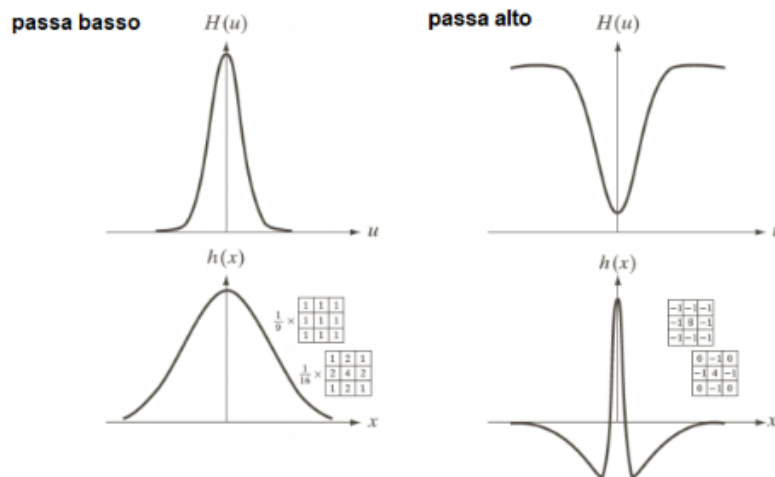 passa basso
H(u)
u
h(x)
1/9 ×
1 1 1
1 1 1
1 1 1
1/16 ×
1 2 1
2 4 2
1 2 1
x
passa alto
H(u)
h(x)
-1 -1 -1
-1 8 -1
-1 -1 -1
0 -1 0
-1 4 -1
0 -1 0
x